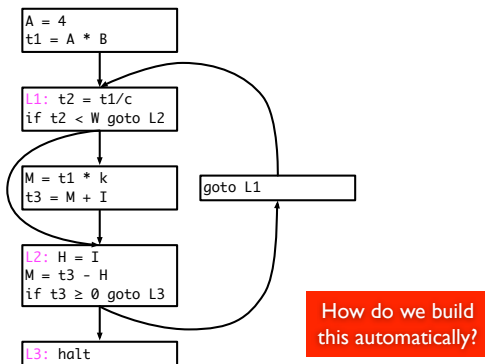 A = 4
t1 = A * B
L1: t2 = t1/c
if t2 < W goto L2
M = t1 * k
t3 = M + I
goto L1
L2: H = I
M = t3 - H
if t3 ≥ 0 goto L3
L3: halt
How do we build
this automatically?